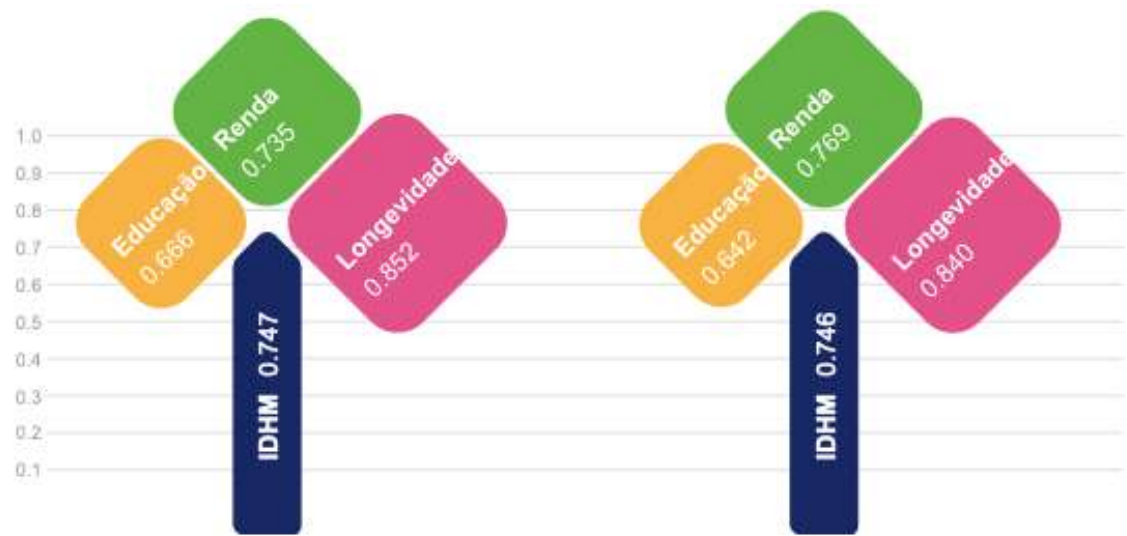 1.0
0.9
0.8
0.7
0.6
0.5
0.4
0.3
0.2
0.1
Renda
0.735
Educação
0.666
Longevidade
0.852
IDHM 0.747
Renda
0.769
Educação
0.642
Longevidade
0.840
IDHM 0.746